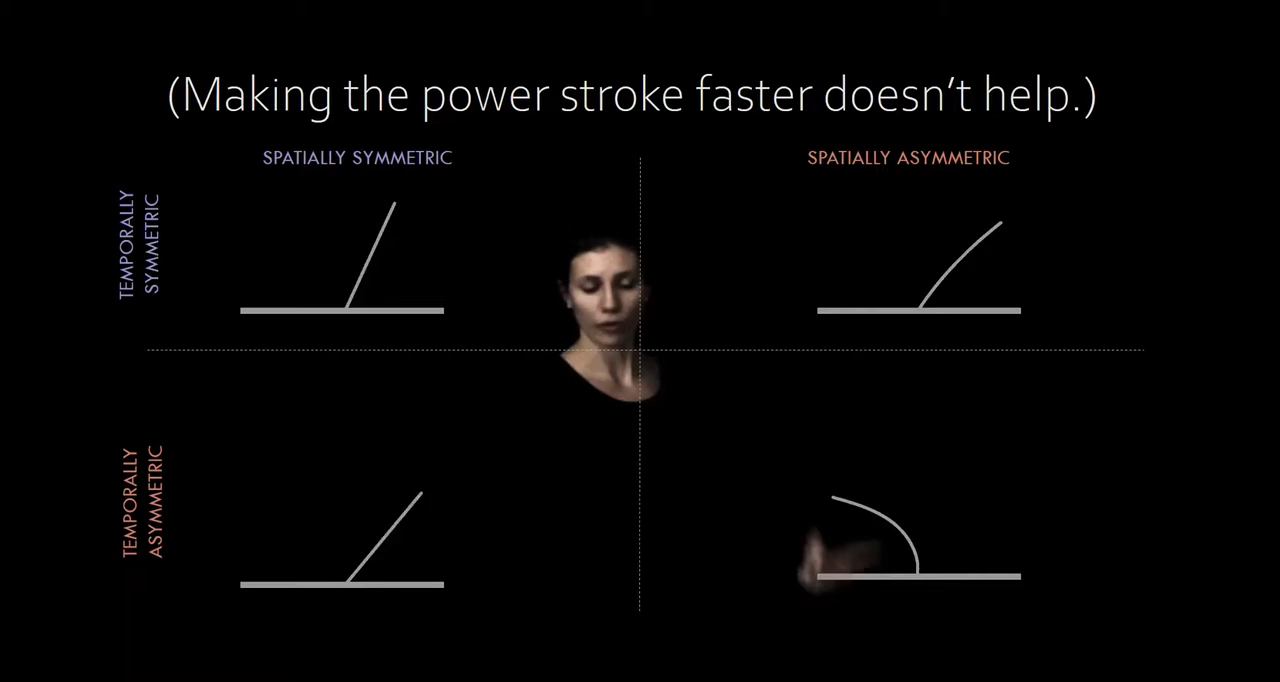 (Making the power stroke faster doesn't help.)
SPATIALLY SYMMETRIC
SPATIALLY ASYMMETRIC
TEMPORALLY
SYMMETRIC
TEMPORALLY
ASYMMETRIC